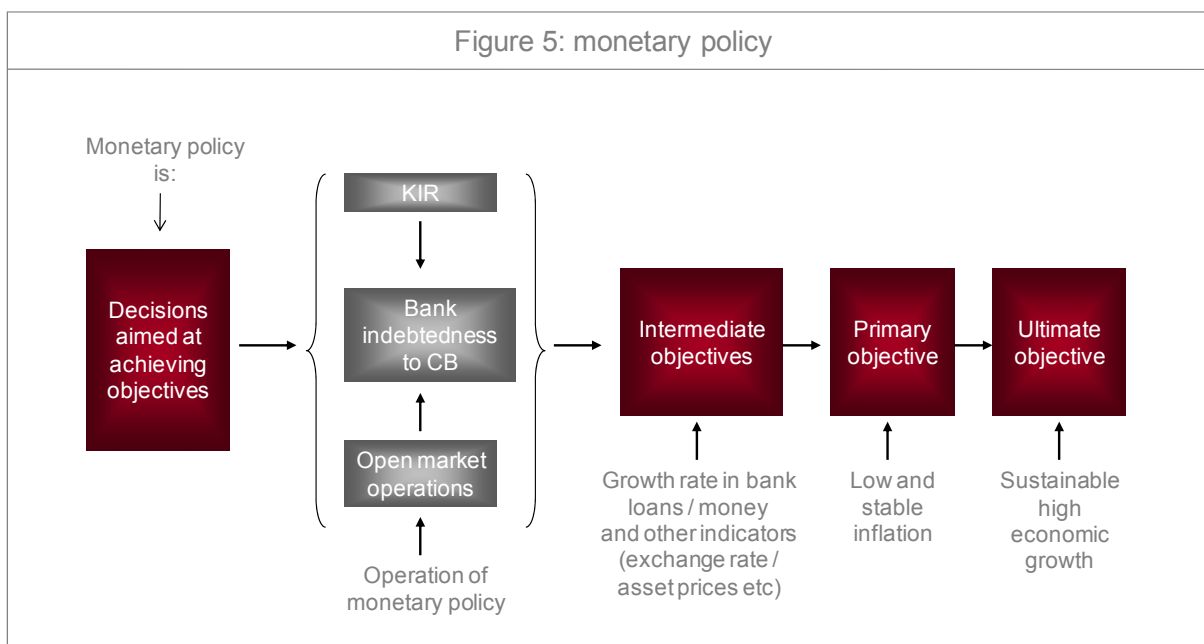 Figure 5: monetary policy
Monetary policy
is:
Decisions
aimed at
achieving
objectives
KIR
Bank
indebtedness
to CB
Open market
operations
Operation of
monetary policy
Intermediate
objectives
Growth rate in bank
loans / money
and other indicators
(exchange rate /
asset prices etc)
Primary
objective
Low and
stable
inflation
Ultimate
objective
Sustainable
high
economic
growth